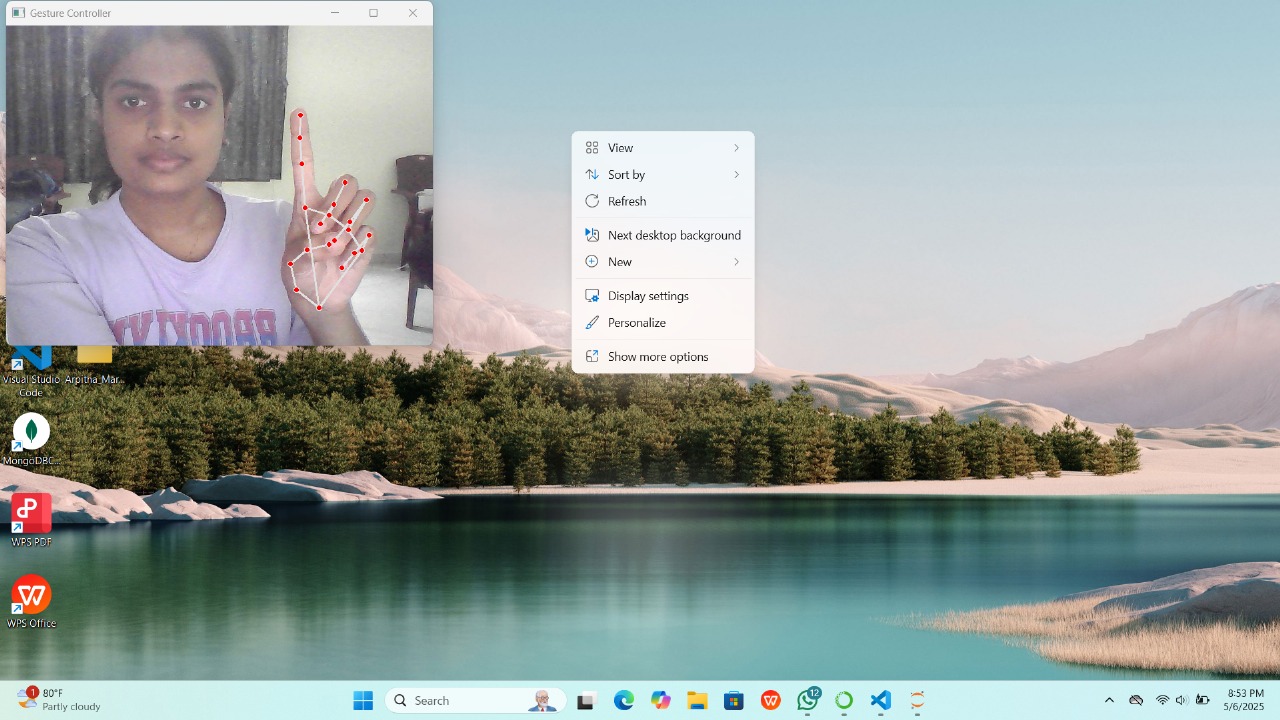 Gesture Controller
View
Sort by
Refresh
Next desktop background
New
Display settings
Personalize
Show more options
Visual Studio Code
Arpitha_Mar...
MongoDBC...
WPS PDF
WPS Office
1
80°F
Partly cloudy
Search
12
8:53 PM
5/6/2025